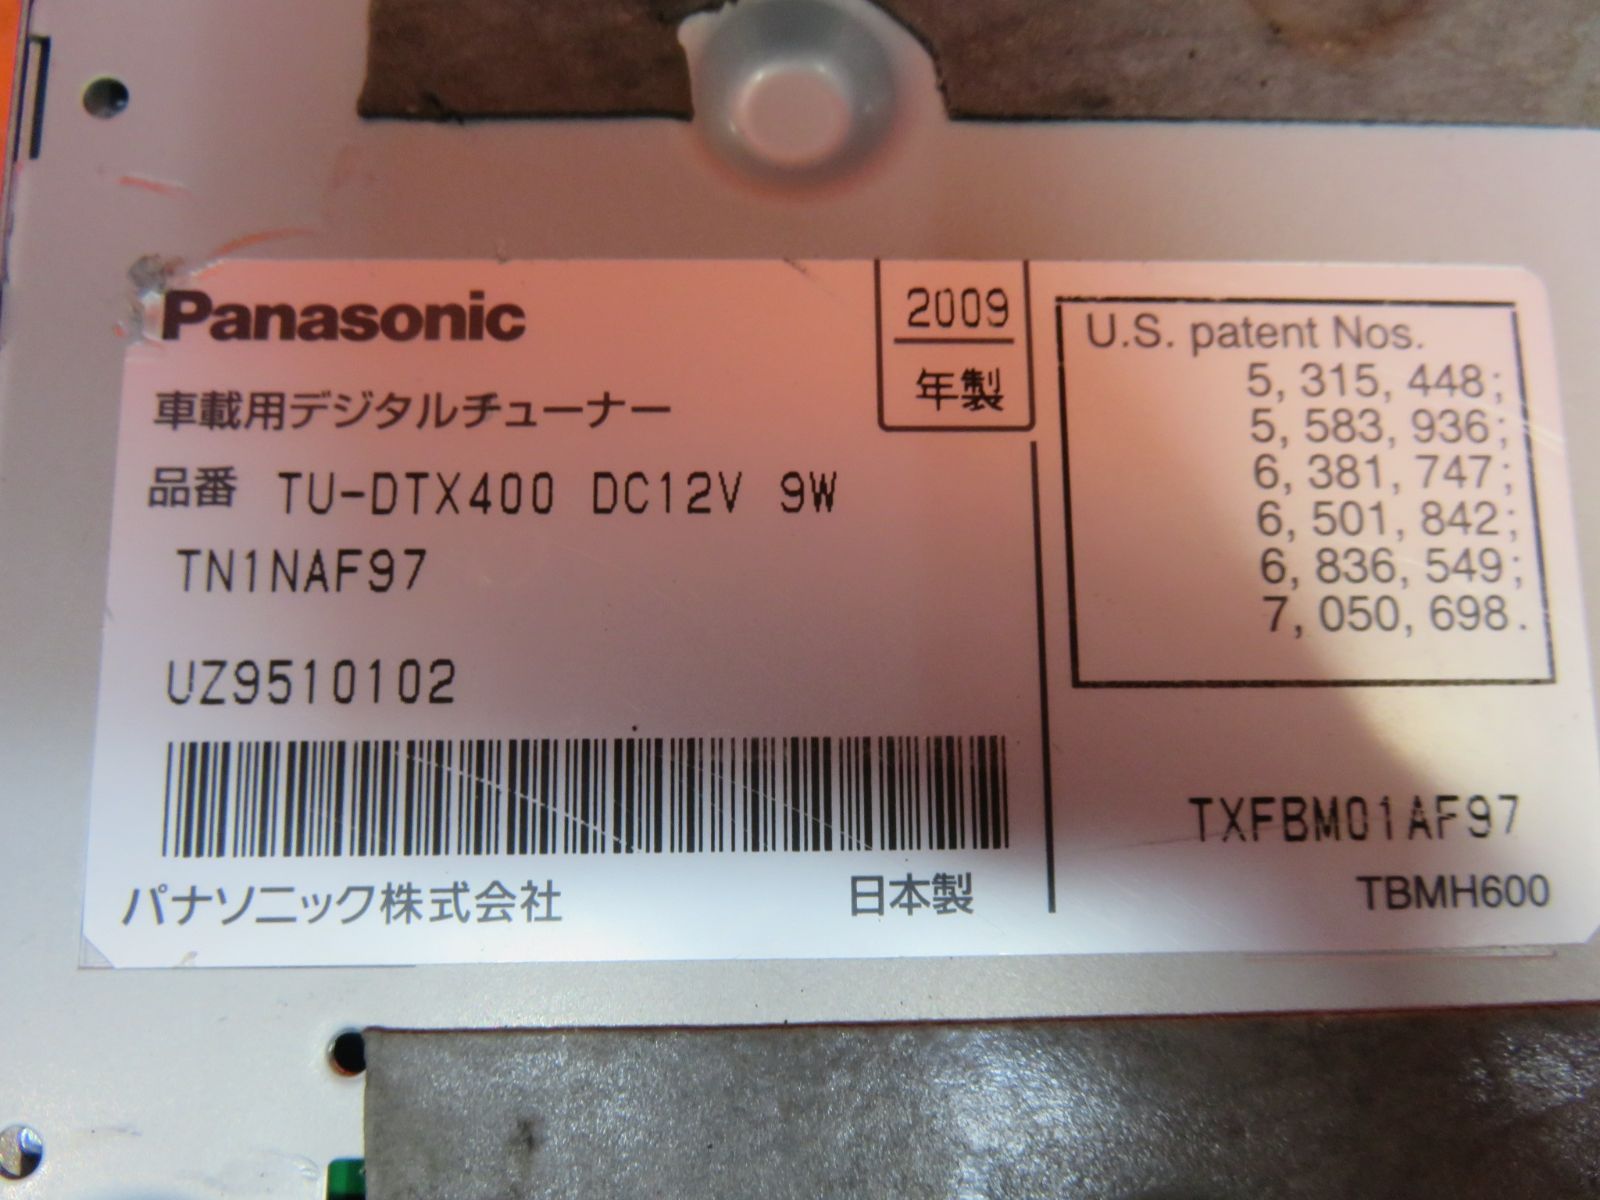 Panasonic
2009
年製
車載用デジタルチューナー
品番 TU-DTX400 DC12V 9W
TN1NAF97
UZ9510102
パナソニック株式会社
日本製
U.S. patent Nos.
5, 315, 448;
5, 583, 936;
6, 381, 747;
6, 501, 842;
6, 836, 549;
7, 050, 698.
TXFBM01AF97
TBMH600